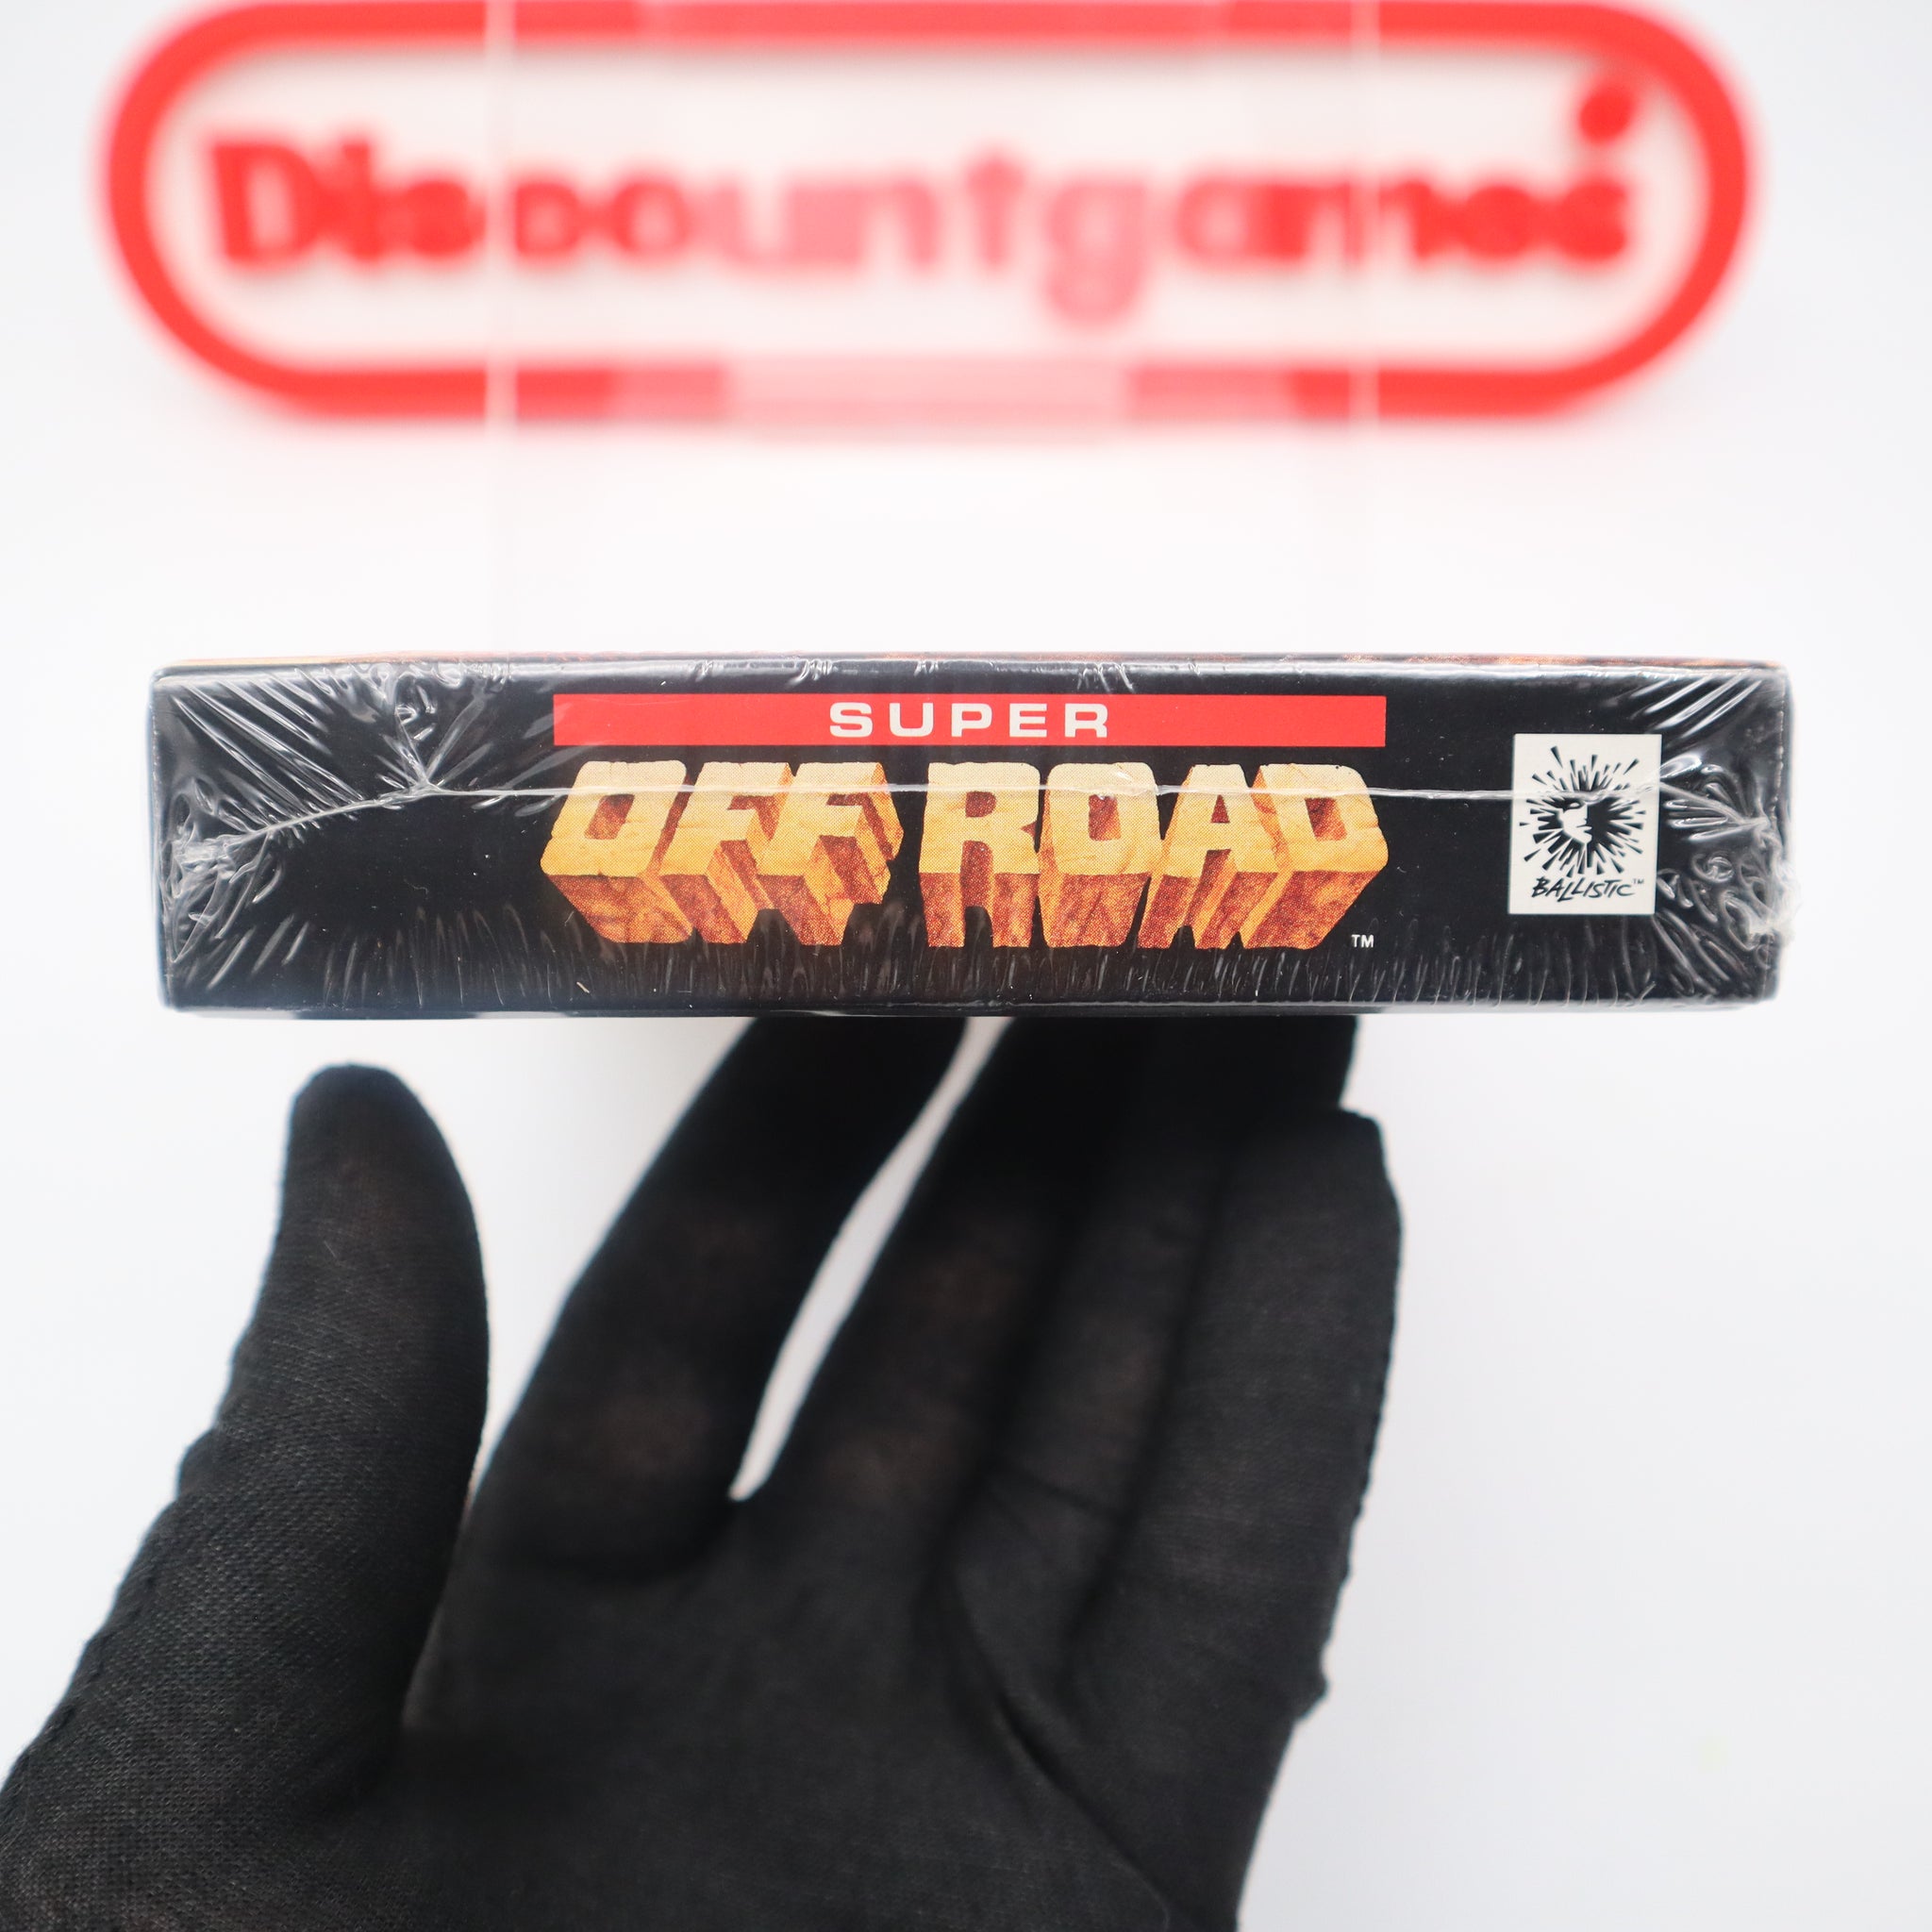 Discountgames
SUPER
OFF ROAD
TM
BALLISTIC™